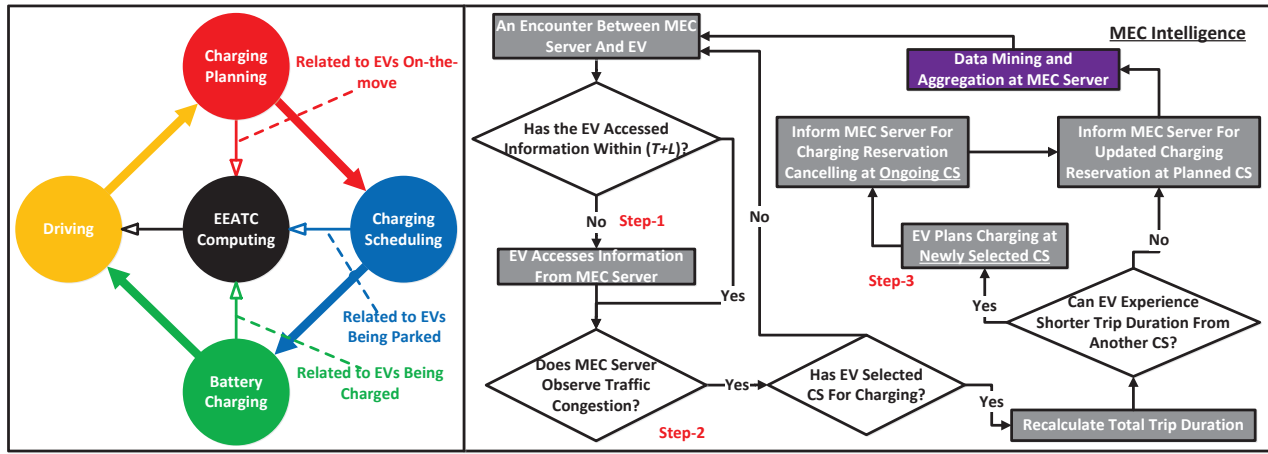 Charging
Planning
Related to EVs On-the-
move
Driving
EEATC
Computing
Charging
Scheduling
Related to EVs
Being Parked
Battery
Charging
Related to EVs Being
Charged
An Encounter Between MEC
Server And EV
Has the EV Accessed
Information Within (T+L)?
No
Step-1
EV Accesses Information
From MEC Server
Yes
Does MEC Server
Observe Traffic
Congestion?
Yes
Step-2
Has EV Selected
CS For Charging?
No
Yes
Recalculate Total Trip Duration
Can EV Experience
Shorter Trip Duration From
Another CS?
Yes
No
EV Plans Charging at
Newly Selected CS
Step-3
Inform MEC Server For
Charging Reservation
Cancelling at Ongoing CS
Inform MEC Server For
Updated Charging
Reservation at Planned CS
Data Mining and
Aggregation at MEC Server
MEC Intelligence